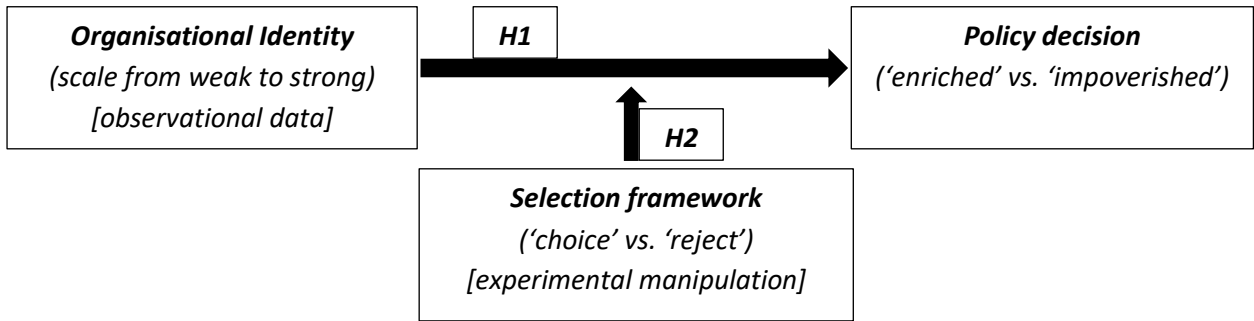 Organisational Identity
(scale from weak to strong)
[observational data]
H1
Policy decision
(‘enriched’ vs. ‘impoverished’)
H2
Selection framework
(‘choice’ vs. ‘reject’)
[experimental manipulation]